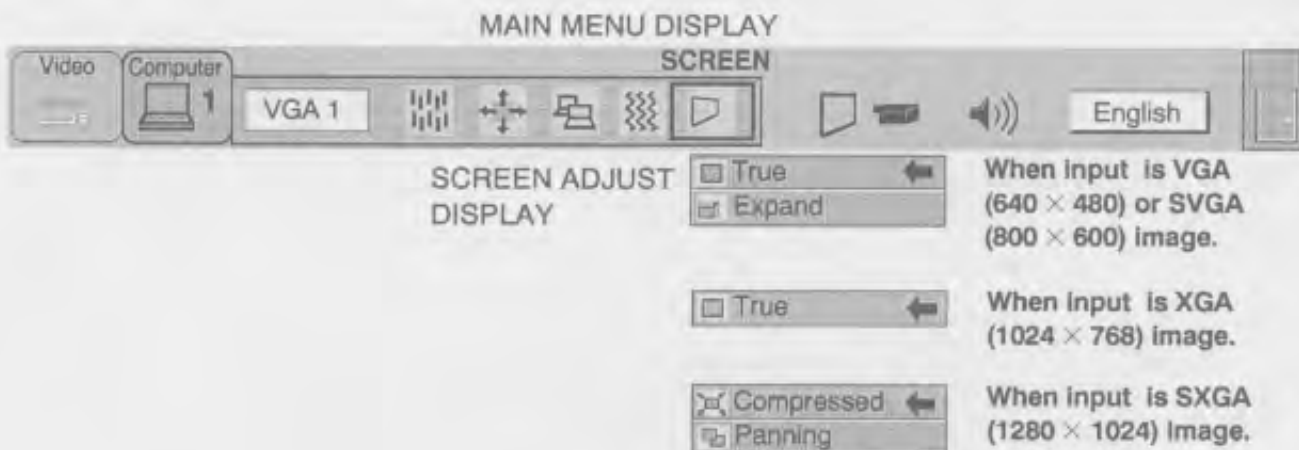 MAIN MENU DISPLAY
SCREEN
Video
Computer
1
VGA 1
English
SCREEN ADJUST
DISPLAY
True
Expand
When input is VGA
(640 × 480) or SVGA
(800 × 600) image.
True
When input is XGA
(1024 × 768) image.
Compressed
Panning
When input is SXGA
(1280 × 1024) image.